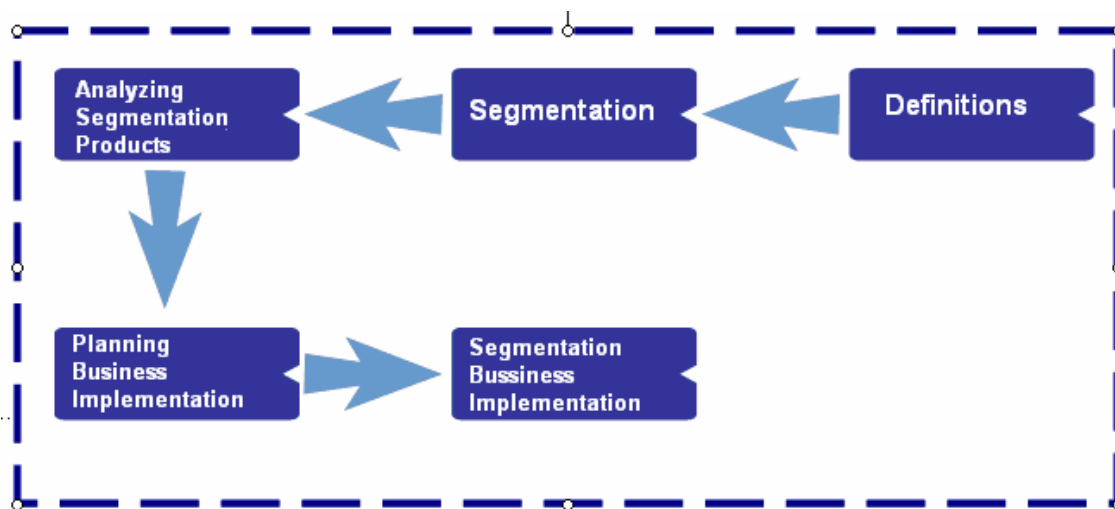 Analyzing
Segmentation
Products
Segmentation
Definitions
Planning
Business
Implementation
Segmentation
Bussiness
Implementation